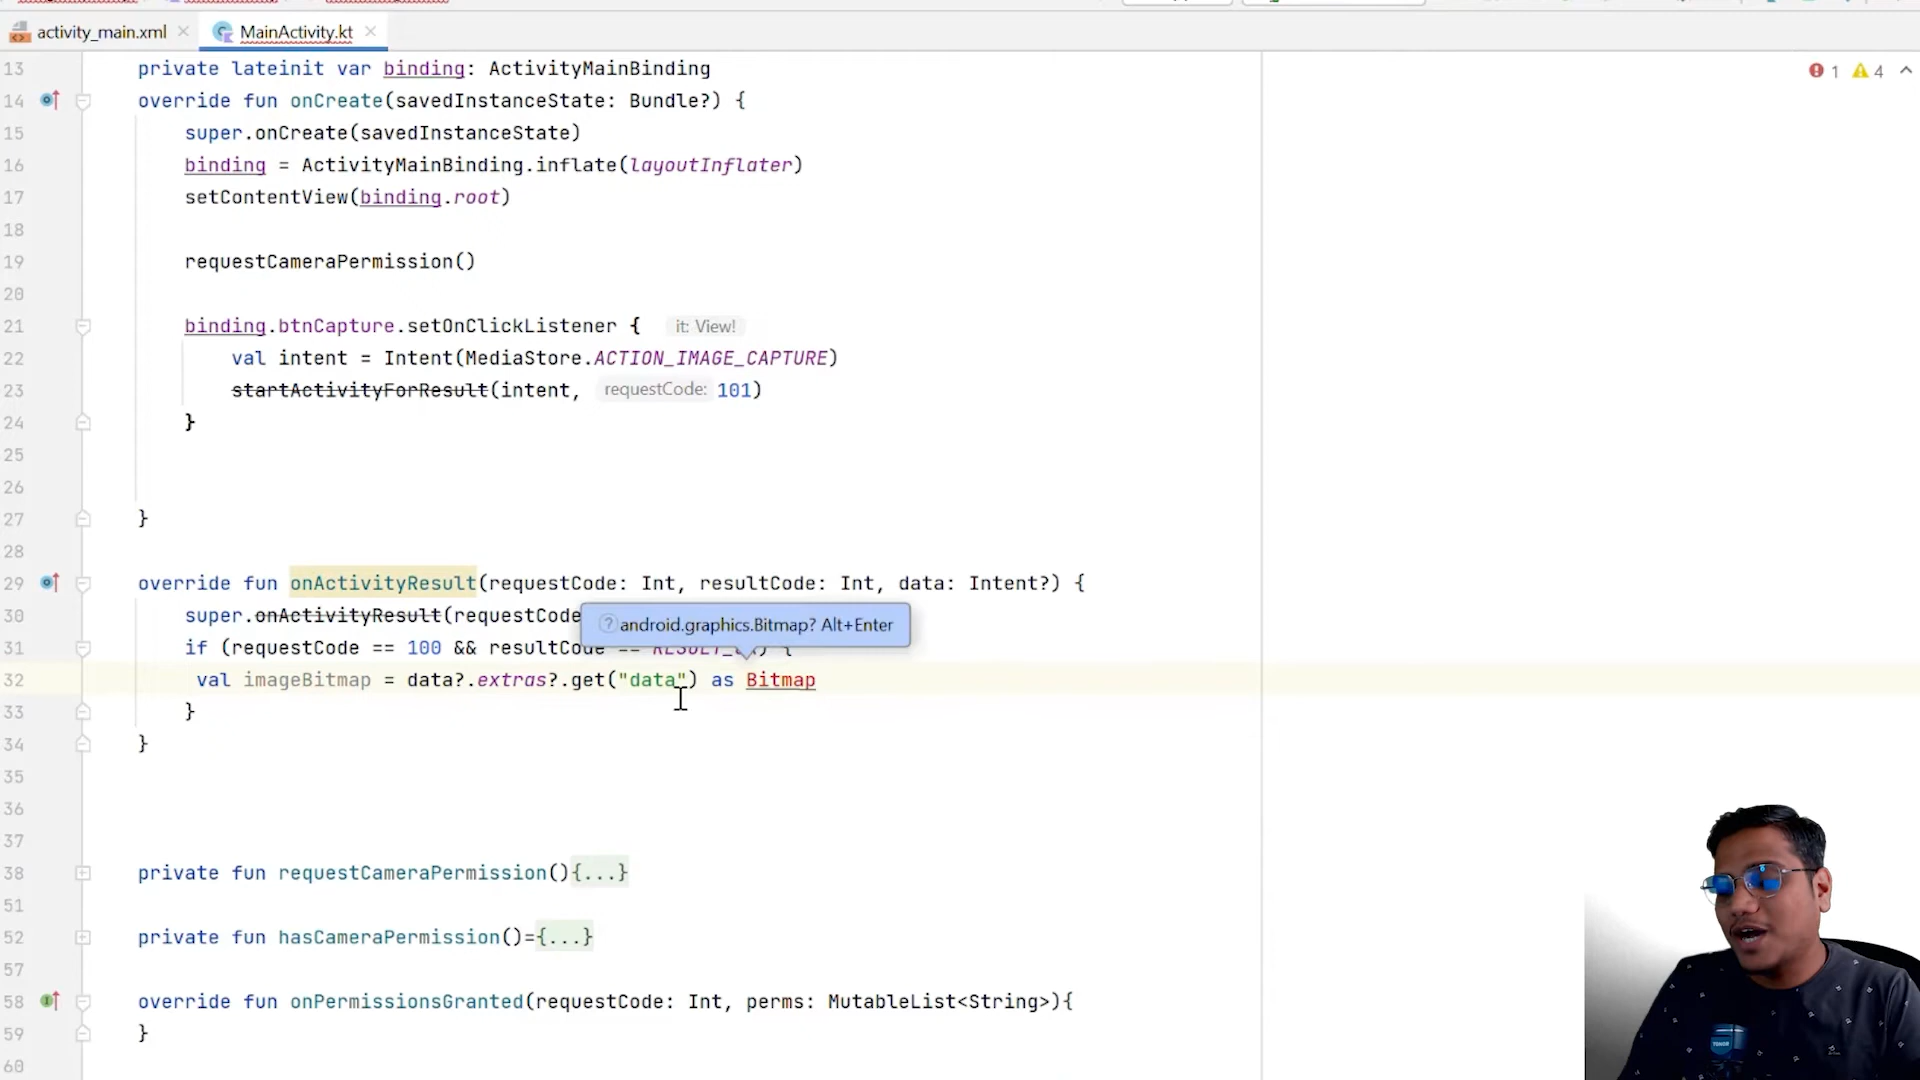 activity_main.xml MainActivity.kt
1 4
13 private lateinit var binding: ActivityMainBinding
14 override fun onCreate(savedInstanceState: Bundle?) {
15 super.onCreate(savedInstanceState)
16 binding = ActivityMainBinding.inflate(layoutInflater)
17 setContentView(binding.root)
18
19 requestCameraPermission()
20
21 binding.btnCapture.setOnClickListener { it: View!
22 val intent = Intent(MediaStore.ACTION_IMAGE_CAPTURE)
23 startActivityForResult(intent, requestCode: 101)
24 }
25
26
27 }
28
29 override fun onActivityResult(requestCode: Int, resultCode: Int, data: Intent?) {
30 super.onActivityResult(requestCode
android.graphics.Bitmap? Alt+Enter
31 if (requestCode == 100 && resultCode == {
32 val imageBitmap = data?.extras?.get("data") as Bitmap
33 }
34 }
35
36
37
38 private fun requestCameraPermission(){...}
51
52 private fun hasCameraPermission()={...}
57
58 override fun onPermissionsGranted(requestCode: Int, perms: MutableList<String>){
59 }
60